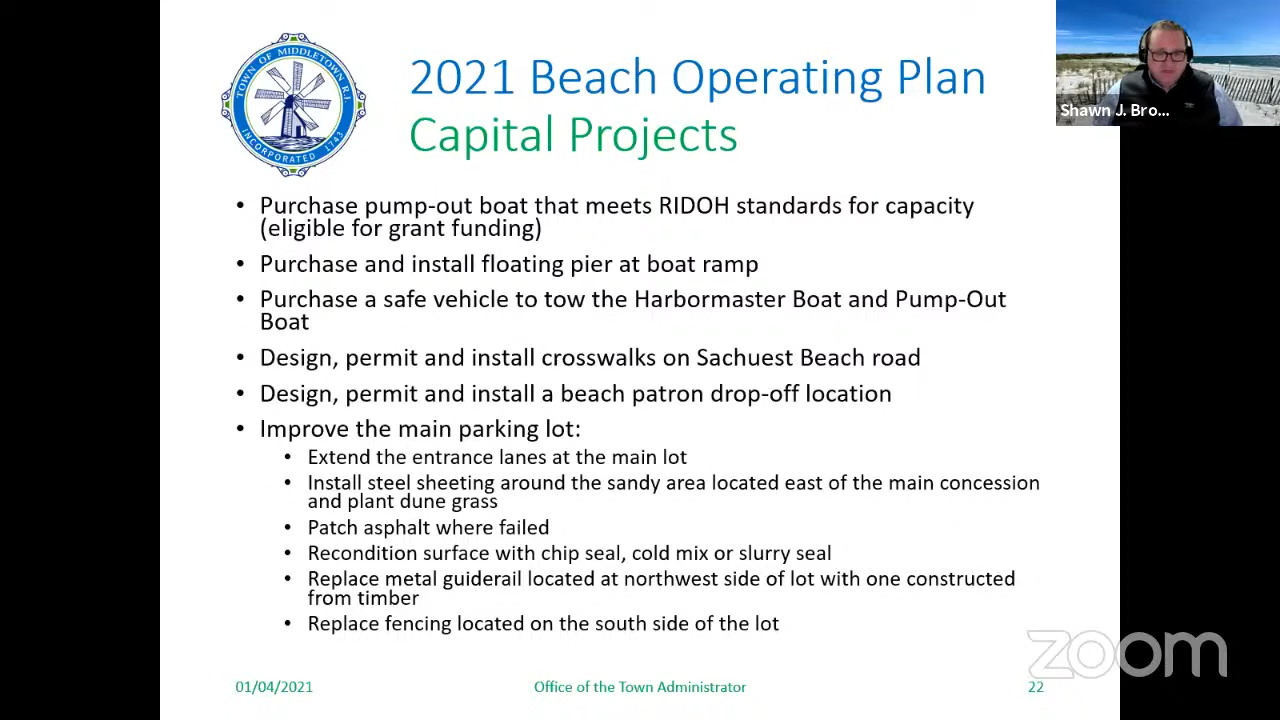 TOWN OF MIDDLETOWN R.I.
INCORPORATED 1743
2021 Beach Operating Plan
Capital Projects
Shawn J. Bro...
• Purchase pump-out boat that meets RIDOH standards for capacity
(eligible for grant funding)
• Purchase and install floating pier at boat ramp
• Purchase a safe vehicle to tow the Harbormaster Boat and Pump-Out
Boat
• Design, permit and install crosswalks on Sachuest Beach road
• Design, permit and install a beach patron drop-off location
• Improve the main parking lot:
• Extend the entrance lanes at the main lot
• Install steel sheeting around the sandy area located east of the main concession
and plant dune grass
• Patch asphalt where failed
• Recondition surface with chip seal, cold mix or slurry seal
• Replace metal guiderail located at northwest side of lot with one constructed
from timber
• Replace fencing located on the south side of the lot
zoom
01/04/2021
Office of the Town Administrator
22